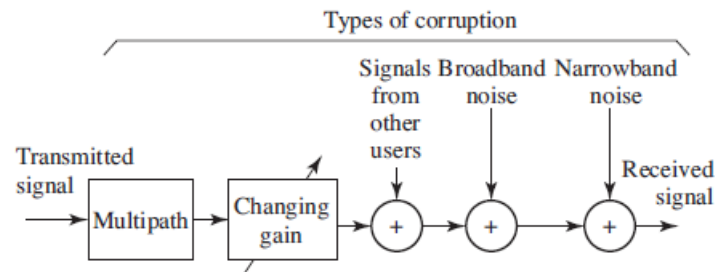 Types of corruption
Signals Broadband Narrowband
from noise noise
other
users
Transmitted
signal
Multipath
Changing
gain
+
+
+
Received
signal